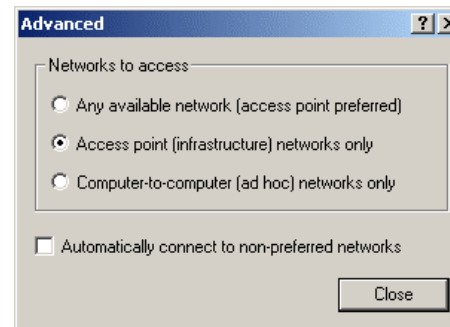 Advanced
Networks to access
Any available network (access point preferred)
Access point (infrastructure) networks only
Computer-to-computer (ad hoc) networks only
Automatically connect to non-preferred networks
Close